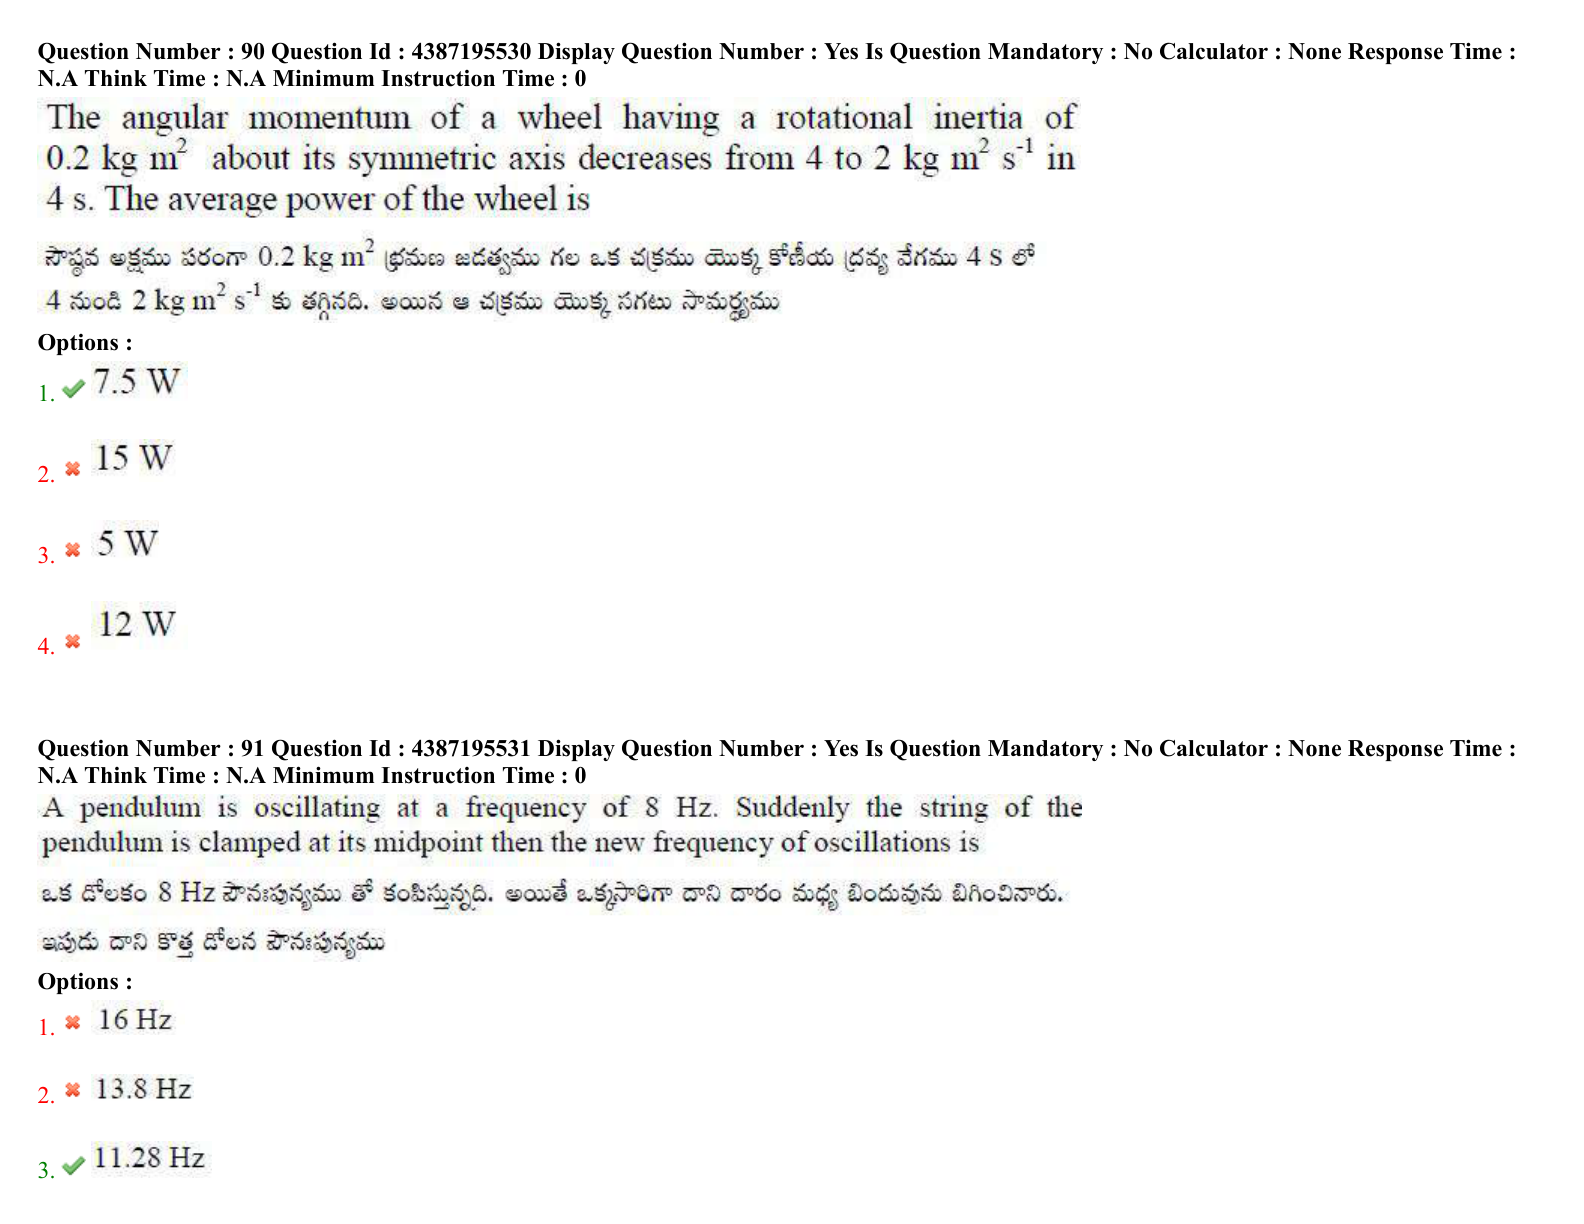 Question Number : 90 Question Id : 4387195530 Display Question Number : Yes Is Question Mandatory : No Calculator : None Response Time :
N.A Think Time : N.A Minimum Instruction Time : 0
The angular momentum of a wheel having a rotational inertia of
0.2 kg m² about its symmetric axis decreases from 4 to 2 kg m² s⁻¹ in
4 s. The average power of the wheel is
సౌష్ఠవ అక్షము పరంగా 0.2 kg m² భ్రమణ జడత్వము గల ఒక చక్రము యొక్క కోణీయ ద్రవ్య వేగము 4 s లో
4 నుండి 2 kg m² s⁻¹ కు తగ్గినది. అయిన ఆ చక్రము యొక్క సగటు సామర్థ్యము
Options :
1. 7.5 W
2. 15 W
3. 5 W
4. 12 W
Question Number : 91 Question Id : 4387195531 Display Question Number : Yes Is Question Mandatory : No Calculator : None Response Time :
N.A Think Time : N.A Minimum Instruction Time : 0
A pendulum is oscillating at a frequency of 8 Hz. Suddenly the string of the
pendulum is clamped at its midpoint then the new frequency of oscillations is
ఒక డోలకం 8 Hz పౌనఃపున్యము తో కంపిస్తున్నది. అయితే ఒక్కసారిగా దాని దారం మధ్య బిందువును బిగించినారు.
ఇపుడు దాని కొత్త డోలన పౌనఃపున్యము
Options :
1. 16 Hz
2. 13.8 Hz
3. 11.28 Hz